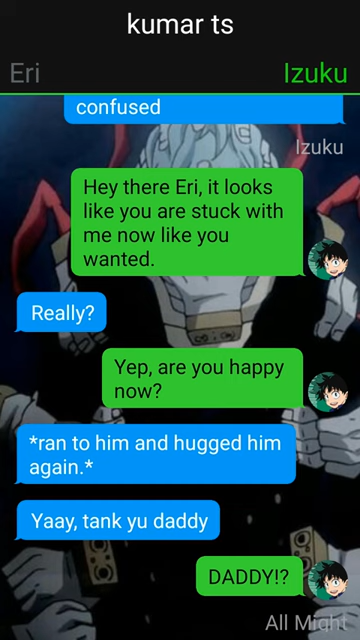 kumar ts
Eri
Izuku
confused
Izuku
Hey there Eri, it looks
like you are stuck with
me now like you
wanted.
Really?
Yep, are you happy
now?
*ran to him and hugged him
again.*
Yaay, tank yu daddy
DADDY!?
All Might